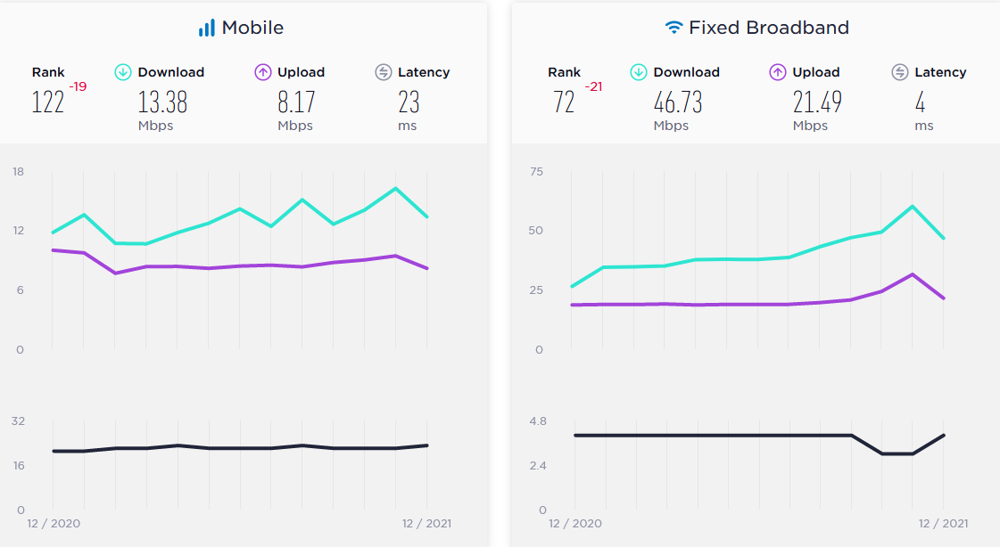 Mobile
Rank Download Upload Latency
122 -19 13.38 8.17 23
Mbps Mbps ms
18
12
6
0
32
16
0
12 / 2020 12 / 2021
Fixed Broadband
Rank Download Upload Latency
72 -21 46.73 21.49 4
Mbps Mbps ms
75
50
25
0
4.8
2.4
0
12 / 2020 12 / 2021